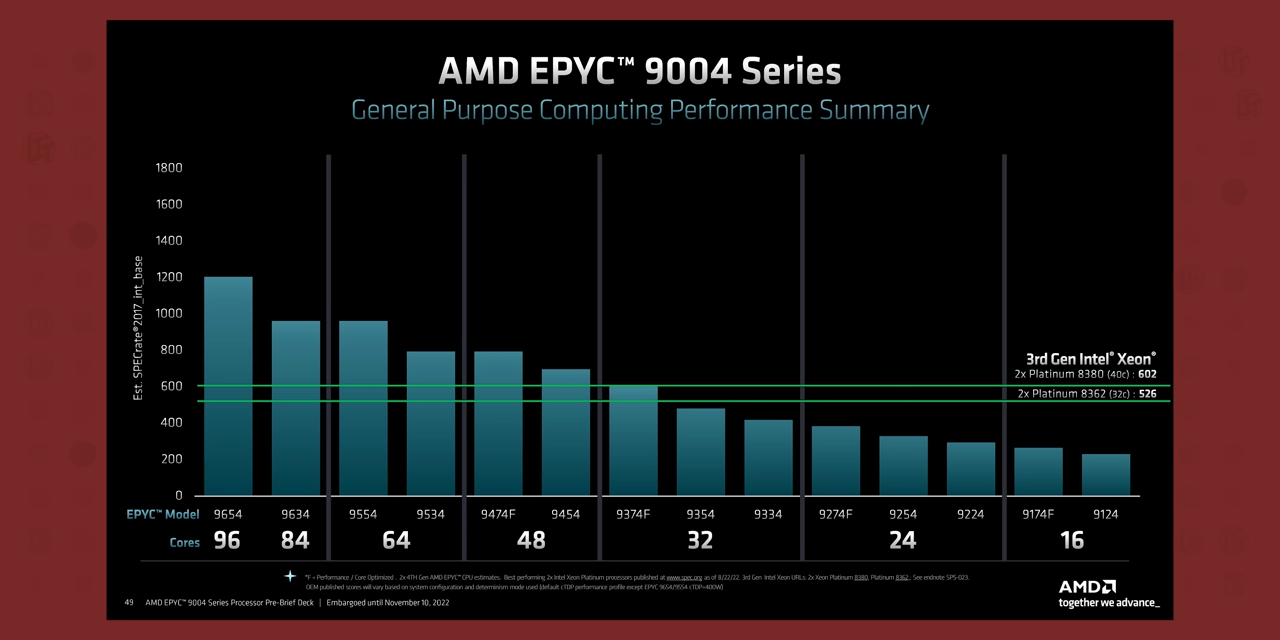 AMD EPYC™ 9004 Series
General Purpose Computing Performance Summary
Est. SPECrate®2017_int_base
1800
1600
1400
1200
1000
800
600
400
200
0
3rd Gen Intel® Xeon®
2x Platinum 8380 (40c) : 602
2x Platinum 8362 (32c) : 526
EPYC™ Model 9654 9634 9554 9534 9474F 9454 9374F 9354 9334 9274F 9254 9224 9174F 9124
Cores 96 84 64 48 32 24 16
*F = Performance / Core Optimized . 2x 4TH Gen AMD EPYC™ CPU estimates. Best performing 2x Intel Xeon Platinum processors published at www.spec.org as of 8/22/22. 3rd Gen Intel Xeon URLs: 2x Xeon Platinum 8380, Platinum 8362; See endnote SP5-023.
OEM published scores will vary based on system configuration and determinism mode used (default cTDP performance profile except EPYC 9654/9554 cTDP=400W)
49 AMD EPYC™ 9004 Series Processor Pre-Brief Deck | Embargoed until November 10, 2022
AMD
together we advance_